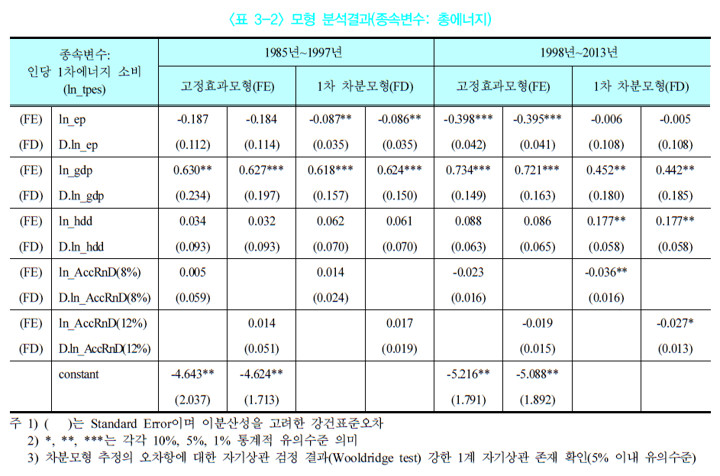 <표 3-2> 모형 분석결과(종속변수: 총에너지)
종속변수: 인당 1차에너지 소비 (ln_tpes) 1985년~1997년 1998년~2013년
고정효과모형(FE) 1차 차분모형(FD) 고정효과모형(FE) 1차 차분모형(FD)
(FE) ln_ep -0.187 -0.184 -0.087** -0.086** -0.398*** -0.395*** -0.006 -0.005
(FD) D.ln_ep (0.112) (0.114) (0.035) (0.035) (0.042) (0.041) (0.108) (0.108)
(FE) ln_gdp 0.630** 0.627*** 0.618*** 0.624*** 0.734*** 0.721*** 0.452** 0.442**
(FD) D.ln_gdp (0.234) (0.197) (0.157) (0.150) (0.149) (0.163) (0.180) (0.185)
(FE) ln_hdd 0.034 0.032 0.062 0.061 0.088 0.086 0.177** 0.177**
(FD) D.ln_hdd (0.093) (0.093) (0.070) (0.070) (0.063) (0.065) (0.058) (0.058)
(FE) ln_AccRnD(8%) 0.005 0.014 -0.023 -0.036**
(FD) D.ln_AccRnD(8%) (0.059) (0.024) (0.016) (0.016)
(FE) ln_AccRnD(12%) 0.014 0.017 -0.019 -0.027*
(FD) D.ln_AccRnD(12%) (0.051) (0.019) (0.015) (0.013)
constant -4.643** -4.624** -5.216** -5.088**
(2.037) (1.713) (1.791) (1.892)
주 1) ( )는 Standard Error이며 이분산성을 고려한 강건표준오차
2) *, **, ***는 각각 10%, 5%, 1% 통계적 유의수준 의미
3) 차분모형 추정의 오차항에 대한 자기상관 검정 결과(Wooldridge test) 강한 1계 자기상관 존재 확인(5% 이내 유의수준)